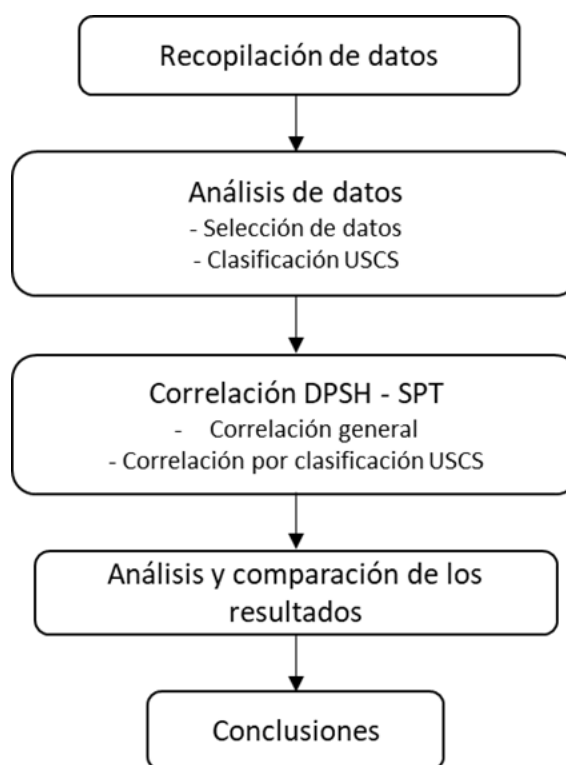 Recopilación de datos
Análisis de datos
- Selección de datos
- Clasificación USCS
Correlación DPSH - SPT
- Correlación general
- Correlación por clasificación USCS
Análisis y comparación de los
resultados
Conclusiones